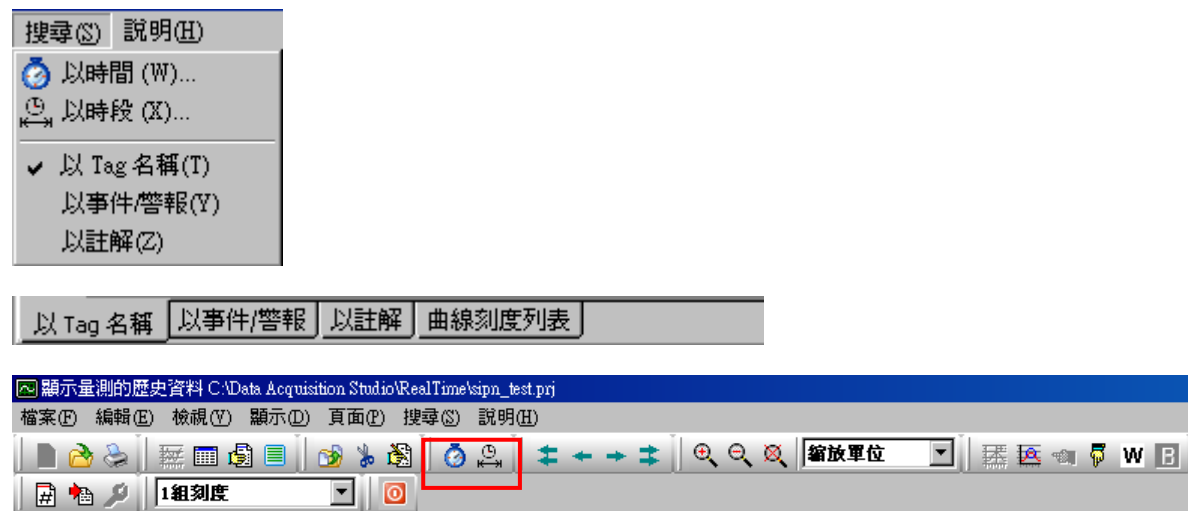 搜尋(S) 說明(H)
以時間 (W)...
以時段 (X)...
以 Tag 名稱(T)
以事件/警報(Y)
以註解(Z)
以 Tag 名稱 以事件/警報 以註解 曲線刻度列表
顯示量測的歷史資料 C:\Data Acquisition Studio\RealTime\sipn_test.prj
檔案(F) 編輯(E) 檢視(V) 顯示(D) 頁面(P) 搜尋(S) 說明(H)
縮放單位 W B
1組刻度